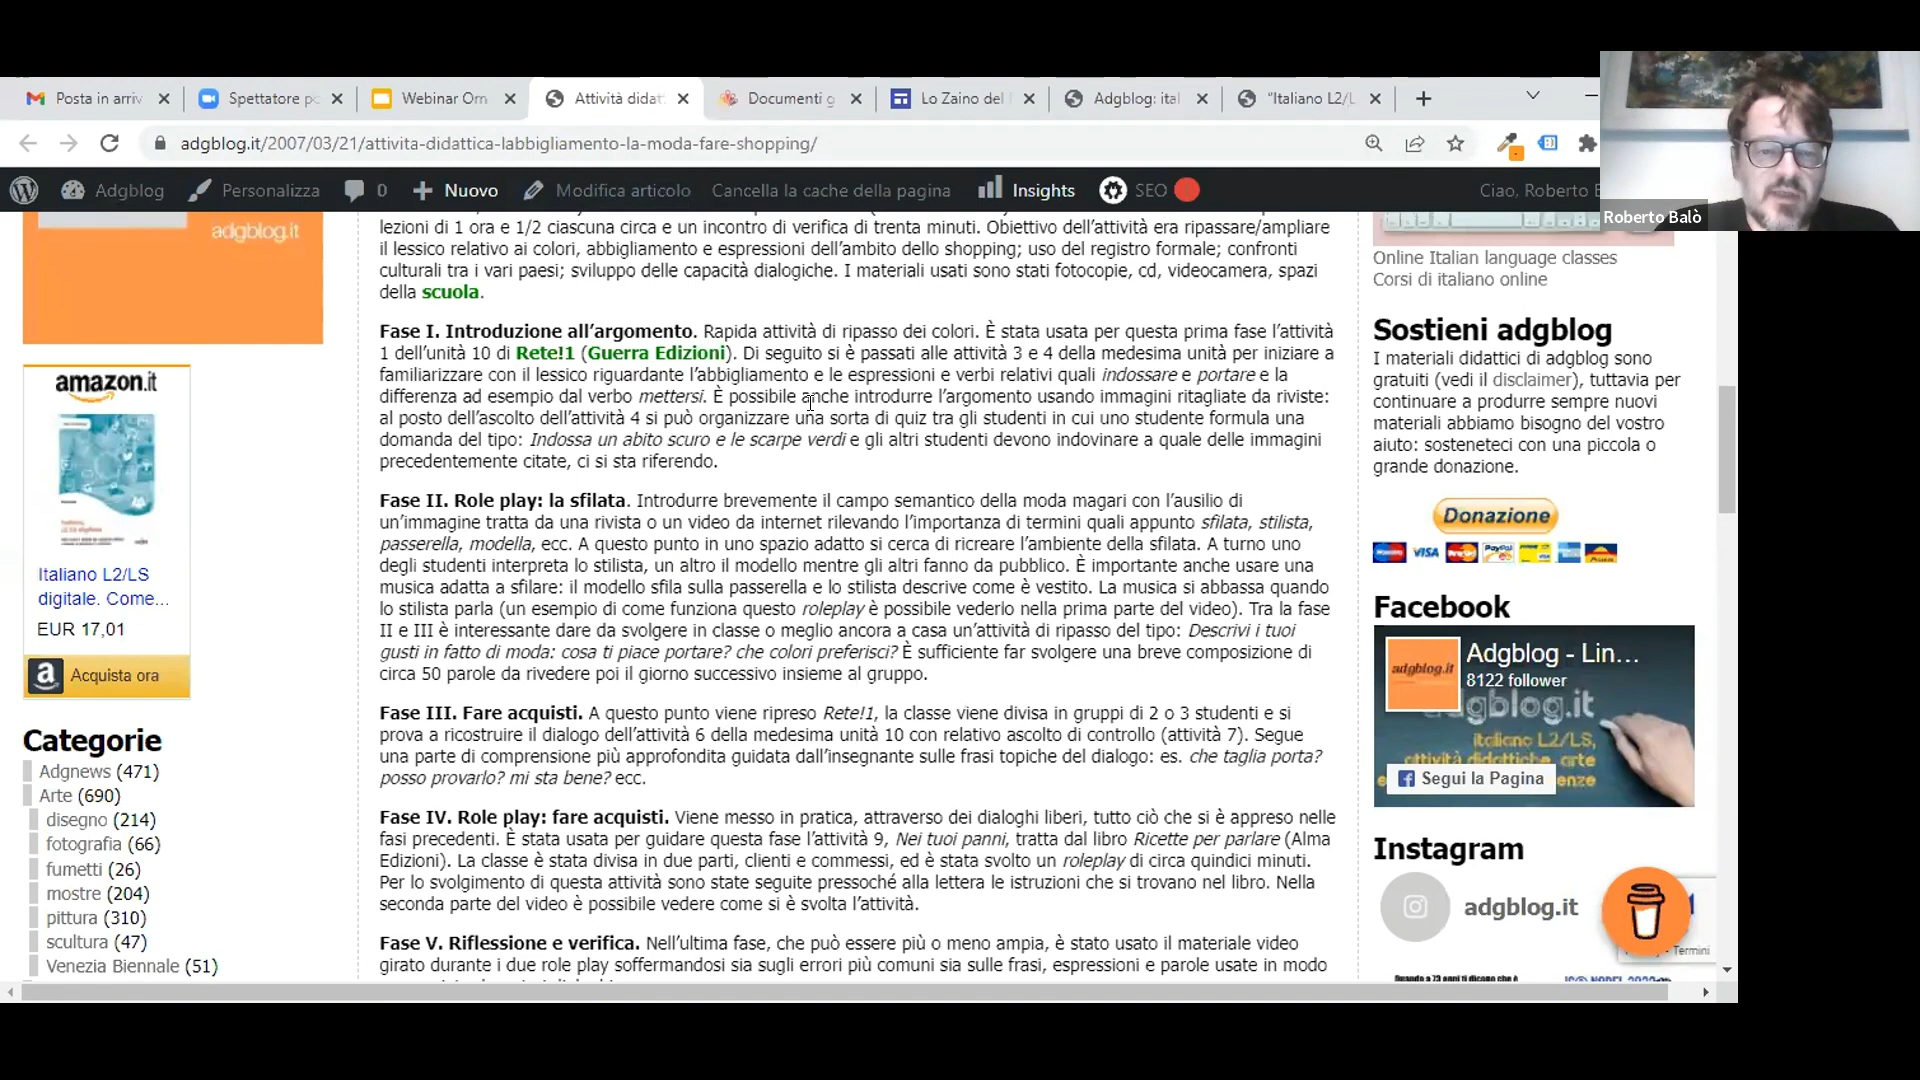 Posta in arriv
Spettatore po
Webinar Orn
Attività didat
Documenti g
Lo Zaino del
Adgblog: ital
"Italiano L2/L
adgblog.it/2007/03/21/attivita-didattica-labbigliamento-la-moda-fare-shopping/
Adgblog
Personalizza
0
Nuovo
Modifica articolo
Cancella la cache della pagina
Insights
SEO
Ciao, Roberto B
Roberto Balò
adgblog.it
amazon.it
Italiano L2/LS
digitale. Come...
EUR 17,01
Acquista ora
Categorie
Adgnews (471)
Arte (690)
disegno (214)
fotografia (66)
fumetti (26)
mostre (204)
pittura (310)
scultura (47)
Venezia Biennale (51)
lezioni di 1 ora e 1/2 ciascuna circa e un incontro di verifica di trenta minuti. Obiettivo dell'attività era ripassare/ampliare
il lessico relativo ai colori, abbigliamento e espressioni dell'ambito dello shopping; uso del registro formale; confronti
culturali tra i vari paesi; sviluppo delle capacità dialogiche. I materiali usati sono stati fotocopie, cd, videocamera, spazi
della scuola.
Fase I. Introduzione all'argomento. Rapida attività di ripasso dei colori. È stata usata per questa prima fase l'attività
1 dell'unità 10 di Rete!1 (Guerra Edizioni). Di seguito si è passati alle attività 3 e 4 della medesima unità per iniziare a
familiarizzare con il lessico riguardante l'abbigliamento e le espressioni e verbi relativi quali indossare e portare e la
differenza ad esempio dal verbo mettersi. È possibile anche introdurre l'argomento usando immagini ritagliate da riviste:
al posto dell'ascolto dell'attività 4 si può organizzare una sorta di quiz tra gli studenti in cui uno studente formula una
domanda del tipo: Indossa un abito scuro e le scarpe verdi e gli altri studenti devono indovinare a quale delle immagini
precedentemente citate, ci si sta riferendo.
Fase II. Role play: la sfilata. Introdurre brevemente il campo semantico della moda magari con l'ausilio di
un'immagine tratta da una rivista o un video da internet rilevando l'importanza di termini quali appunto sfilata, stilista,
passerella, modella, ecc. A questo punto in uno spazio adatto si cerca di ricreare l'ambiente della sfilata. A turno uno
degli studenti interpreta lo stilista, un altro il modello mentre gli altri fanno da pubblico. È importante anche usare una
musica adatta a sfilare: il modello sfila sulla passerella e lo stilista descrive come è vestito. La musica si abbassa quando
lo stilista parla (un esempio di come funziona questo roleplay è possibile vederlo nella prima parte del video). Tra la fase
II e III è interessante dare da svolgere in classe o meglio ancora a casa un'attività di ripasso del tipo: Descrivi i tuoi
gusti in fatto di moda: cosa ti piace portare? che colori preferisci? È sufficiente far svolgere una breve composizione di
circa 50 parole da rivedere poi il giorno successivo insieme al gruppo.
Fase III. Fare acquisti. A questo punto viene ripreso Rete!1, la classe viene divisa in gruppi di 2 o 3 studenti e si
prova a ricostruire il dialogo dell'attività 6 della medesima unità 10 con relativo ascolto di controllo (attività 7). Segue
una parte di comprensione più approfondita guidata dall'insegnante sulle frasi topiche del dialogo: es. che taglia porta?
posso provarlo? mi sta bene? ecc.
Fase IV. Role play: fare acquisti. Viene messo in pratica, attraverso dei dialoghi liberi, tutto ciò che si è appreso nelle
fasi precedenti. È stata usata per guidare questa fase l'attività 9, Nei tuoi panni, tratta dal libro Ricette per parlare (Alma
Edizioni). La classe è stata divisa in due parti, clienti e commessi, ed è stata svolto un roleplay di circa quindici minuti.
Per lo svolgimento di questa attività sono state seguite pressoché alla lettera le istruzioni che si trovano nel libro. Nella
seconda parte del video è possibile vedere come si è svolta l'attività.
Fase V. Riflessione e verifica. Nell'ultima fase, che può essere più o meno ampia, è stato usato il materiale video
girato durante i due role play soffermandosi sia sugli errori più comuni sia sulle frasi, espressioni e parole usate in modo
Online Italian language classes
Corsi di italiano online
Sostieni adgblog
I materiali didattici di adgblog sono
gratuiti (vedi il disclaimer), tuttavia per
continuare a produrre sempre nuovi
materiali abbiamo bisogno del vostro
aiuto: sosteneteci con una piccola o
grande donazione.
Donazione
VISA
PayPal
Facebook
adgblog.it
Adgblog - Lin...
8122 follower
adgblog.it
italiano L2/LS,
attività didattiche, arte
Segui la Pagina
Instagram
adgblog.it
- Termini